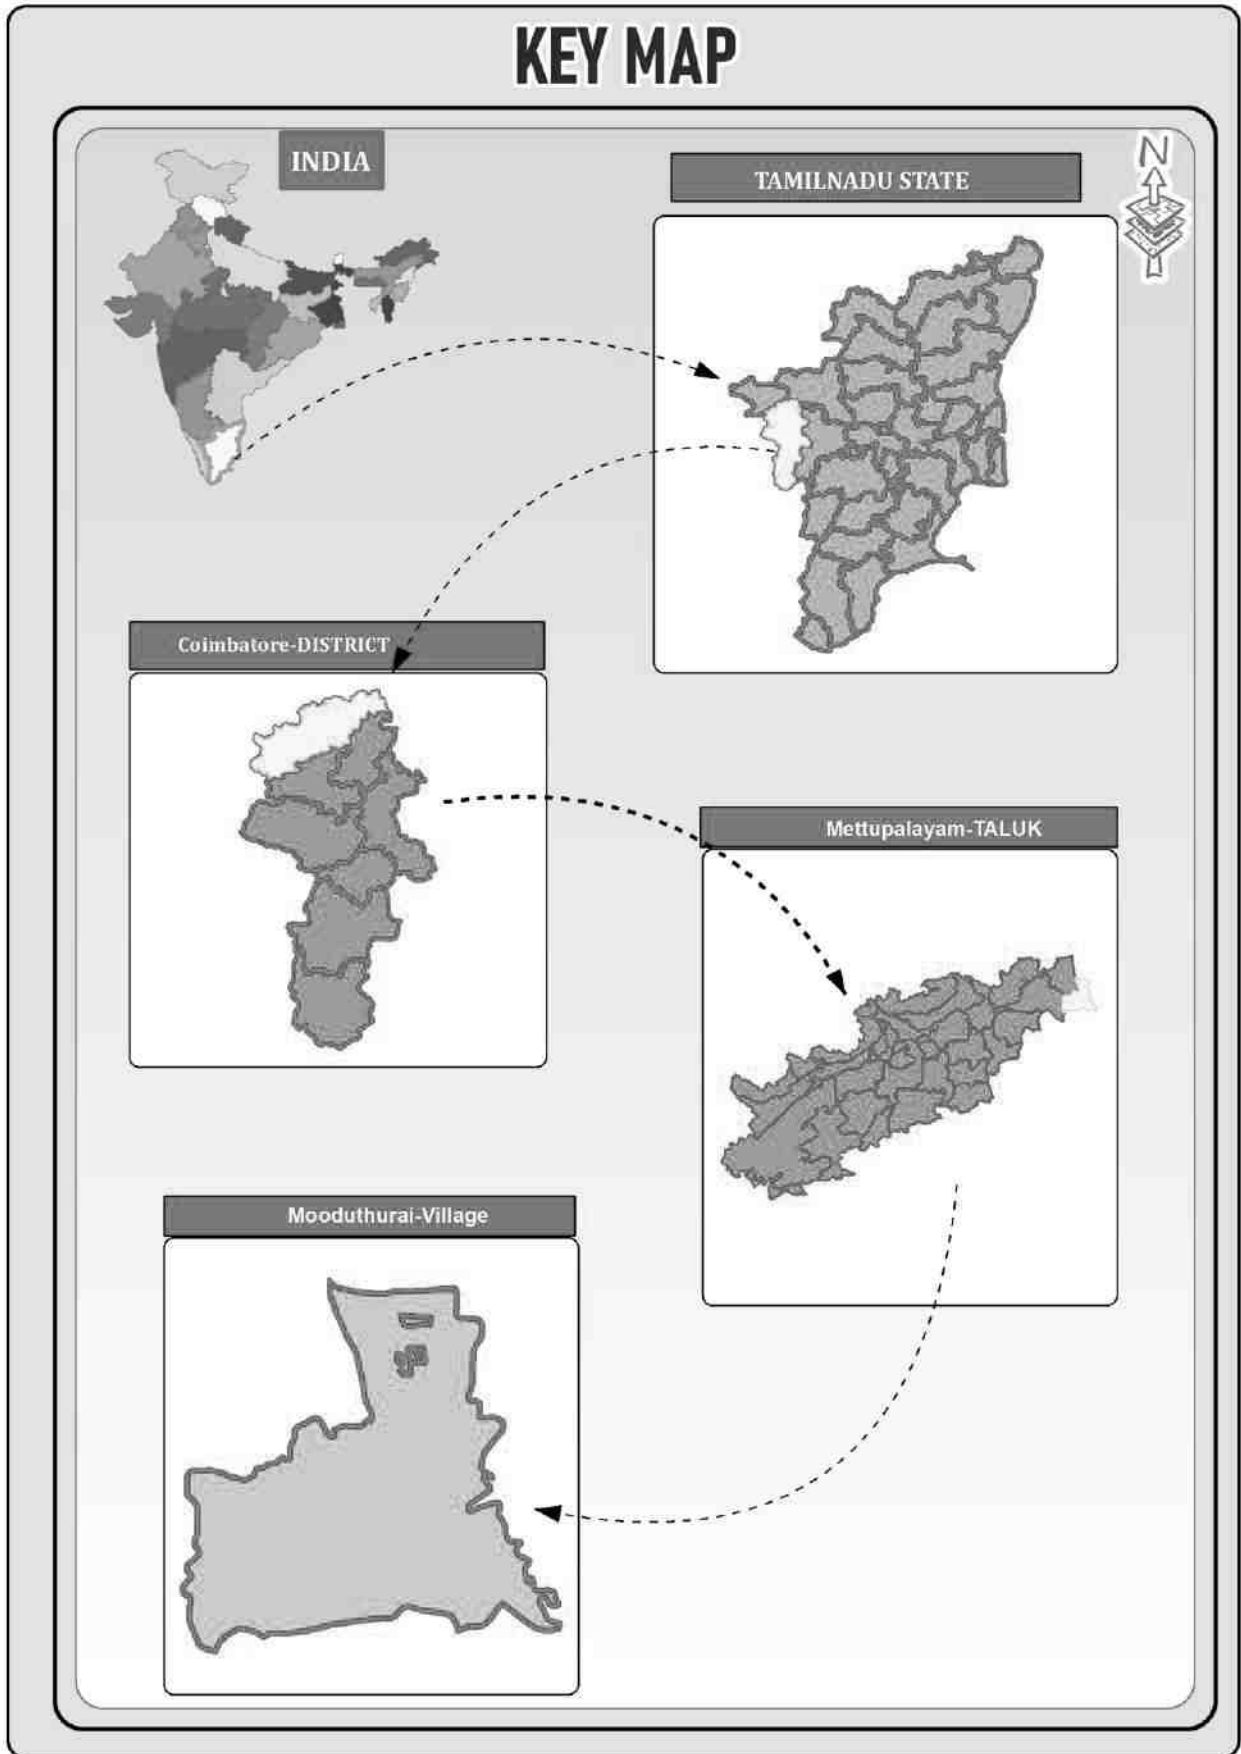 KEY MAP
INDIA
N
TAMILNADU STATE
Coimbatore-DISTRICT
Mettupalayam-TALUK
Mooduthurai-Village